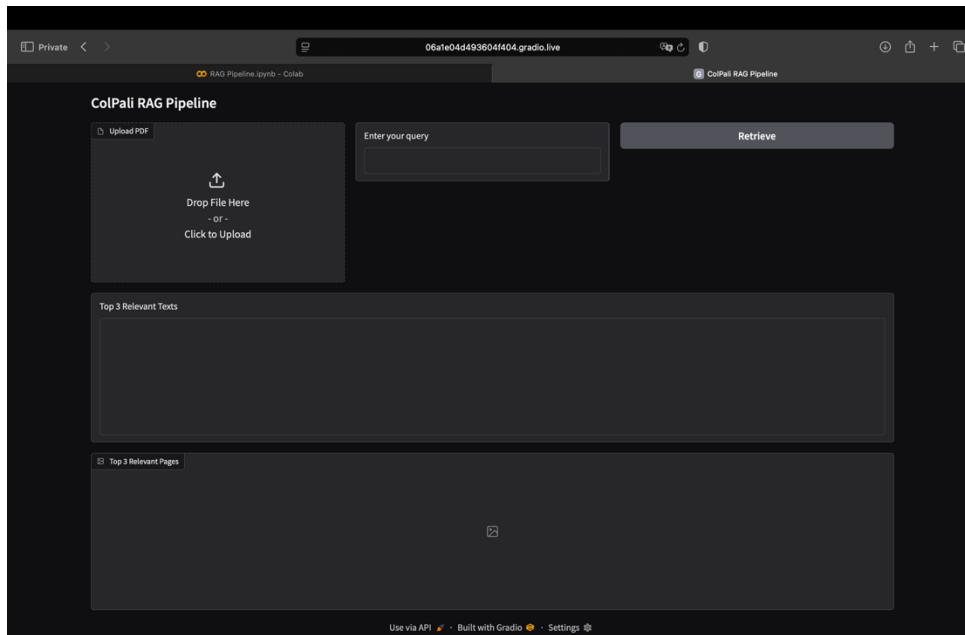 Private
06a1e04d493604f404.gradio.live
RAG Pipeline.ipynb - Colab
G ColPali RAG Pipeline
ColPali RAG Pipeline
Upload PDF
Drop File Here
- or -
Click to Upload
Enter your query
Retrieve
Top 3 Relevant Texts
Top 3 Relevant Pages
Use via API · Built with Gradio · Settings